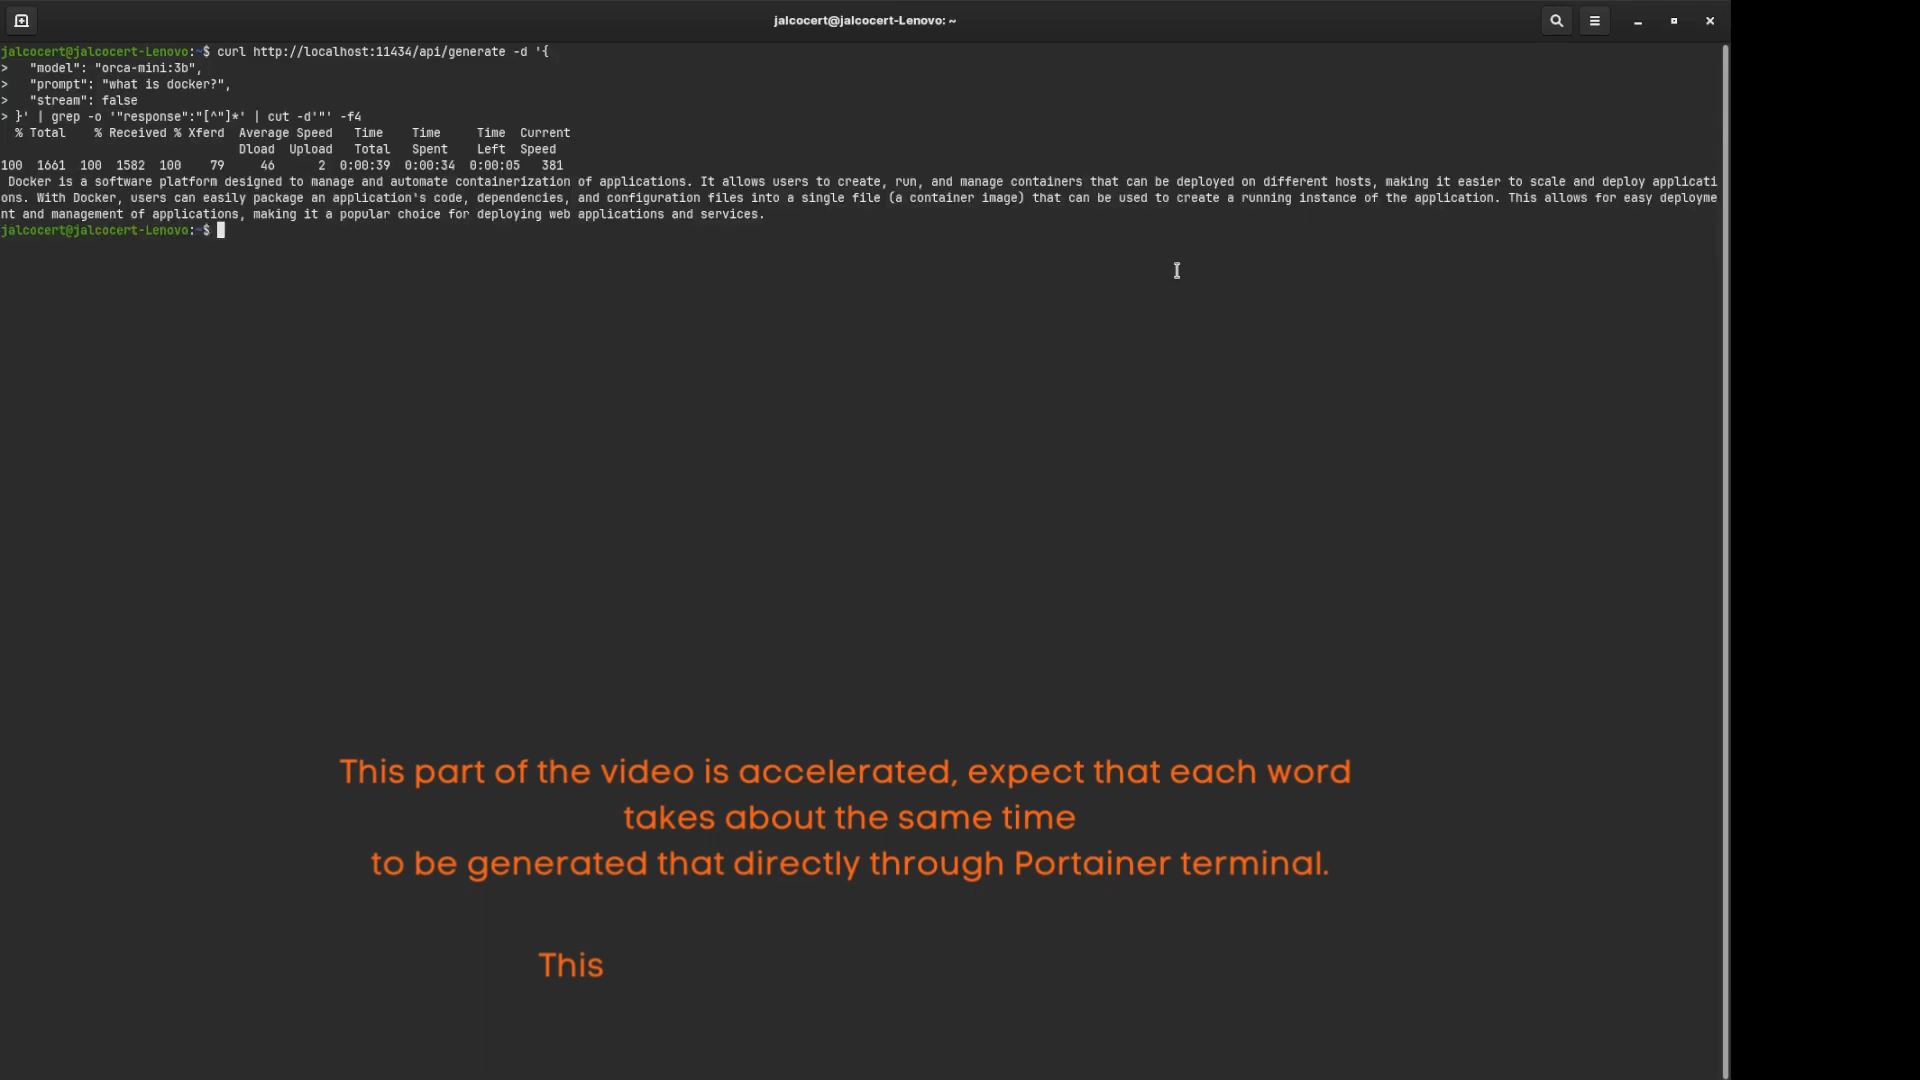 jalcocert@jalcocert-Lenovo: ~
jalcocert@jalcocert-Lenovo:~$ curl http://localhost:11434/api/generate -d '{
>   "model": "orca-mini:3b",
>   "prompt": "what is docker?",
>   "stream": false
> }' | grep -o '"response":"[^"]*' | cut -d'"' -f4
  % Total    % Received % Xferd  Average Speed   Time    Time     Time  Current
                                 Dload  Upload   Total   Spent    Left  Speed
100  1661  100  1582  100    79     46      2  0:00:39  0:00:34  0:00:05   381
 Docker is a software platform designed to manage and automate containerization of applications. It allows users to create, run, and manage containers that can be deployed on different hosts, making it easier to scale and deploy applicati
ons. With Docker, users can easily package an application's code, dependencies, and configuration files into a single file (a container image) that can be used to create a running instance of the application. This allows for easy deployme
nt and management of applications, making it a popular choice for deploying web applications and services.
jalcocert@jalcocert-Lenovo:~$
This part of the video is accelerated, expect that each word
takes about the same time
to be generated that directly through Portainer terminal.
This